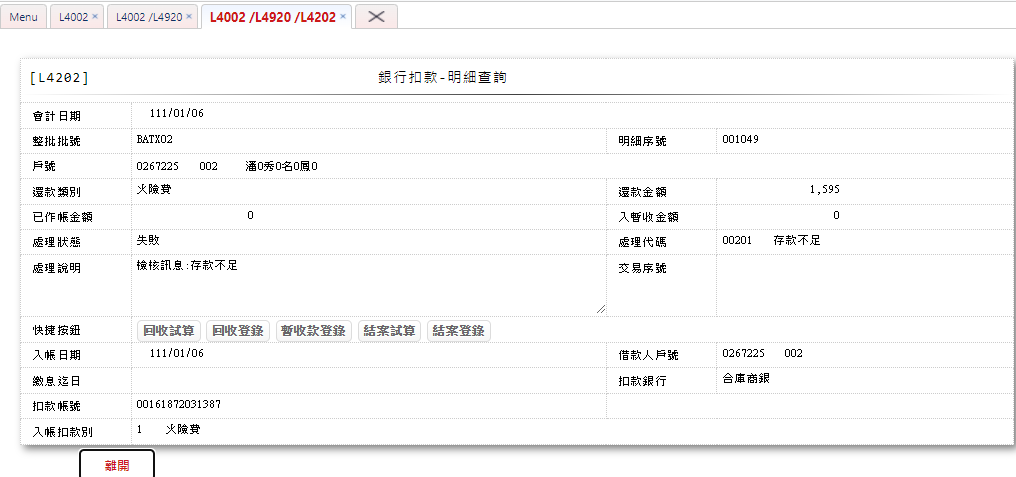 Menu L4002 × L4002 /L4920 × L4002 /L4920 /L4202 ×
[L4202] 銀行扣款-明細查詢
會計日期 111/01/06
整批批號 BATX02 明細序號 001049
戶號 0267225 002 潘0秀0名0鳳0
還款類別 火險費 還款金額 1,595
已作帳金額 0 入暫收金額 0
處理狀態 失敗 處理代碼 00201 存款不足
處理說明 檢核訊息:存款不足 交易序號
快捷按鈕 回收試算 回收登錄 暫收款登錄 結案試算 結案登錄
入帳日期 111/01/06 借款人戶號 0267225 002
繳息迄日 扣款銀行 合庫商銀
扣款帳號 00161872031387
入帳扣款別 1 火險費
離開